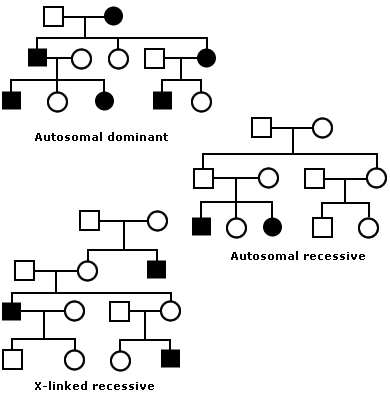 Autosomal dominant
Autosomal recessive
X-linked recessive